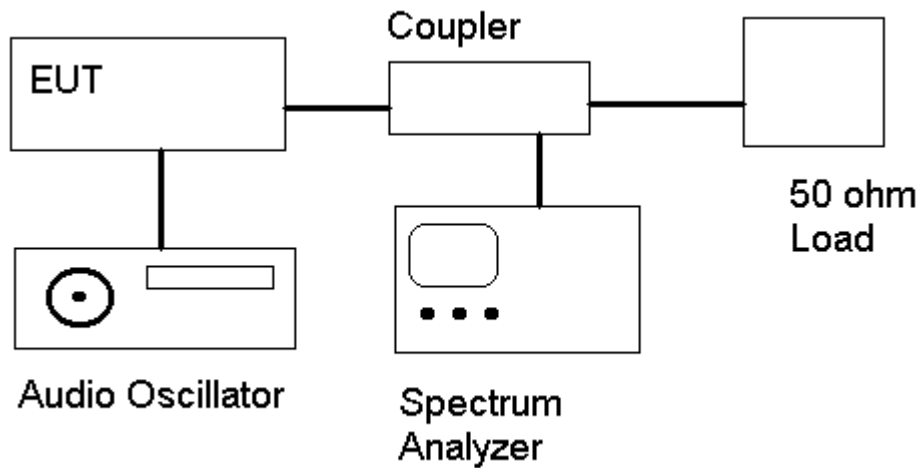 Coupler
EUT
50 ohm
Load
Audio Oscillator
Spectrum
Analyzer